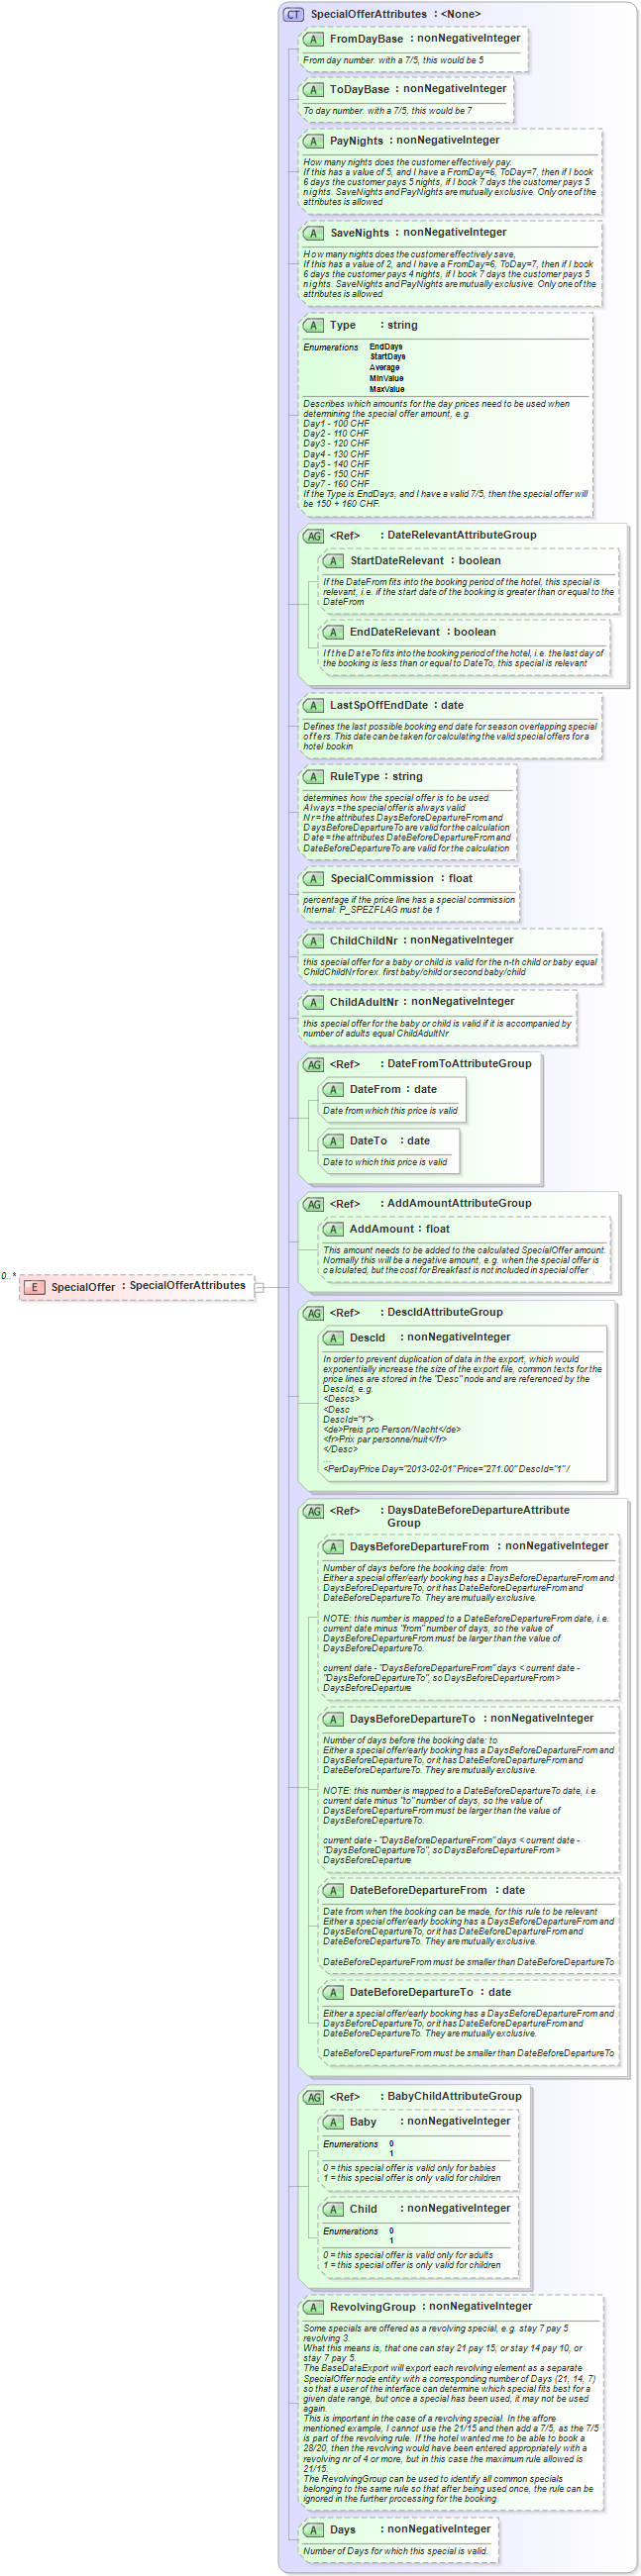 CT SpecialOfferAttributes : <None>
A FromDayBase : nonNegativeInteger
From day number. with a 7/5, this would be 5
A ToDayBase : nonNegativeInteger
To day number. with a 7/5, this would be 7
A PayNights : nonNegativeInteger
How many nights does the customer effectively pay.
If this has a value of 5, and I have a FromDay=6, ToDay=7, then if I book
6 days the customer pays 5 nights, if I book 7 days the customer pays 5
nights. SaveNights and PayNights are mutually exclusive. Only one of the
attributes is allowed
A SaveNights : nonNegativeInteger
How many nights does the customer effectively save,
If this has a value of 2, and I have a FromDay=6, ToDay=7, then if I book
6 days the customer pays 4 nights, if I book 7 days the customer pays 5
nights. SaveNights and PayNights are mutually exclusive. Only one of the
attributes is allowed
A Type : string
Enumerations EndDays
StartDays
Average
MinValue
MaxValue
Describes which amounts for the day prices need to be used when
determining the special offer amount, e.g.
Day1 - 100 CHF
Day2 - 110 CHF
Day3 - 120 CHF
Day4 - 130 CHF
Day5 - 140 CHF
Day6 - 150 CHF
Day7 - 160 CHF
If the Type is EndDays, and I have a valid 7/5, then the special offer will
be 150 + 160 CHF.
AG <Ref> : DateRelevantAttributeGroup
A StartDateRelevant : boolean
If the DateFrom fits into the booking period of the hotel, this special is
relevant, i.e. if the start date of the booking is greater than or equal to the
DateFrom
A EndDateRelevant : boolean
If the DateTo fits into the booking period of the hotel, i.e. the last day of
the booking is less than or equal to DateTo, this special is relevant
A LastSpOffEndDate : date
Defines the last possible booking end date for season overlapping special
offers. This date can be taken for calculating the valid special offers for a
hotel bookin
A RuleType : string
determines how the special offer is to be used.
Always = the special offer is always valid
Nr = the attributes DaysBeforeDepartureFrom and
DaysBeforeDepartureTo are valid for the calculation
Date = the attributes DateBeforeDepartureFrom and
DateBeforeDepartureTo are valid for the calculation
A SpecialCommission : float
percentage if the price line has a special commission
Internal: P_SPEZFLAG must be 1
A ChildChildNr : nonNegativeInteger
this special offer for a baby or child is valid for the n-th child or baby equal
ChildChildNr for ex. first baby/child or second baby/child
A ChildAdultNr : nonNegativeInteger
this special offer for the baby or child is valid if it is accompanied by
number of adults equal ChildAdultNr
AG <Ref> : DateFromToAttributeGroup
A DateFrom : date
Date from which this price is valid
A DateTo : date
Date to which this price is valid
AG <Ref> : AddAmountAttributeGroup
A AddAmount : float
This amount needs to be added to the calculated SpecialOffer amount.
Normally this will be a negative amount, e.g. when the special offer is
calculated, but the cost for Breakfast is not included in special offer
0..*
E SpecialOffer : SpecialOfferAttributes
AG <Ref> : DescIdAttributeGroup
A DescId : nonNegativeInteger
In order to prevent duplication of data in the export, which would
exponentially increase the size of the export file, common texts for the
price lines are stored in the "Desc" node and are referenced by the
DescId, e.g.
<Descs>
<Desc
DescId="1">
<de>Preis pro Person/Nacht</de>
<fr>Prix par personne/nuit</fr>
</Desc>
...
<PerDayPrice Day="2013-02-01" Price="271.00" DescId="1" /
AG <Ref> : DaysDateBeforeDepartureAttribute
Group
A DaysBeforeDepartureFrom : nonNegativeInteger
Number of days before the booking date: from
Either a special offer/early booking has a DaysBeforeDepartureFrom and
DaysBeforeDepartureTo, or it has DateBeforeDepartureFrom and
DateBeforeDepartureTo. They are mutually exclusive.
NOTE: this number is mapped to a DateBeforeDepartureFrom date, i.e.
current date minus "from" number of days, so the value of
DaysBeforeDepartureFrom must be larger than the value of
DaysBeforeDepartureTo.
current date - "DaysBeforeDepartureFrom" days < current date -
"DaysBeforeDepartureTo", so DaysBeforeDepartureFrom >
DaysBeforeDeparture
A DaysBeforeDepartureTo : nonNegativeInteger
Number of days before the booking date: to
Either a special offer/early booking has a DaysBeforeDepartureFrom and
DaysBeforeDepartureTo, or it has DateBeforeDepartureFrom and
DateBeforeDepartureTo. They are mutually exclusive.
NOTE: this number is mapped to a DateBeforeDepartureTo date, i.e.
current date minus "to" number of days, so the value of
DaysBeforeDepartureFrom must be larger than the value of
DaysBeforeDepartureTo.
current date - "DaysBeforeDepartureFrom" days < current date -
"DaysBeforeDepartureTo", so DaysBeforeDepartureFrom >
DaysBeforeDeparture
A DateBeforeDepartureFrom : date
Date from when the booking can be made, for this rule to be relevant
Either a special offer/early booking has a DaysBeforeDepartureFrom and
DaysBeforeDepartureTo, or it has DateBeforeDepartureFrom and
DateBeforeDepartureTo. They are mutually exclusive.
DateBeforeDepartureFrom must be smaller than DateBeforeDepartureTo
A DateBeforeDepartureTo : date
Either a special offer/early booking has a DaysBeforeDepartureFrom and
DaysBeforeDepartureTo, or it has DateBeforeDepartureFrom and
DateBeforeDepartureTo. They are mutually exclusive.
DateBeforeDepartureFrom must be smaller than DateBeforeDepartureTo
AG <Ref> : BabyChildAttributeGroup
A Baby : nonNegativeInteger
Enumerations 0
1
0 = this special offer is valid only for babies
1 = this special offer is only valid for children
A Child : nonNegativeInteger
Enumerations 0
1
0 = this special offer is valid only for adults
1 = this special offer is only valid for children
A RevolvingGroup : nonNegativeInteger
Some specials are offered as a revolving special, e.g. stay 7 pay 5
revolving 3.
What this means is, that one can stay 21 pay 15, or stay 14 pay 10, or
stay 7 pay 5.
The BaseDataExport will export each revolving element as a separate
SpecialOffer node entity with a corresponding number of Days (21, 14, 7)
so that a user of the interface can determine which special fits best for a
given date range, but once a special has been used, it may not be used
again.
This is important in the case of a revolving special. In the affore
mentioned example, I cannot use the 21/15 and then add a 7/5, as the 7/5
is part of the revolving rule. If the hotel wanted me to be able to book a
28/20, then the revolving would have been entered appropriately with a
revolving nr of 4 or more, but in this case the maximum rule allowed is
21/15.
The RevolvingGroup can be used to identify all common specials
belonging to the same rule so that after being used once, the rule can be
ignored in the further processing for the booking.
A Days : nonNegativeInteger
Number of Days for which this special is valid.